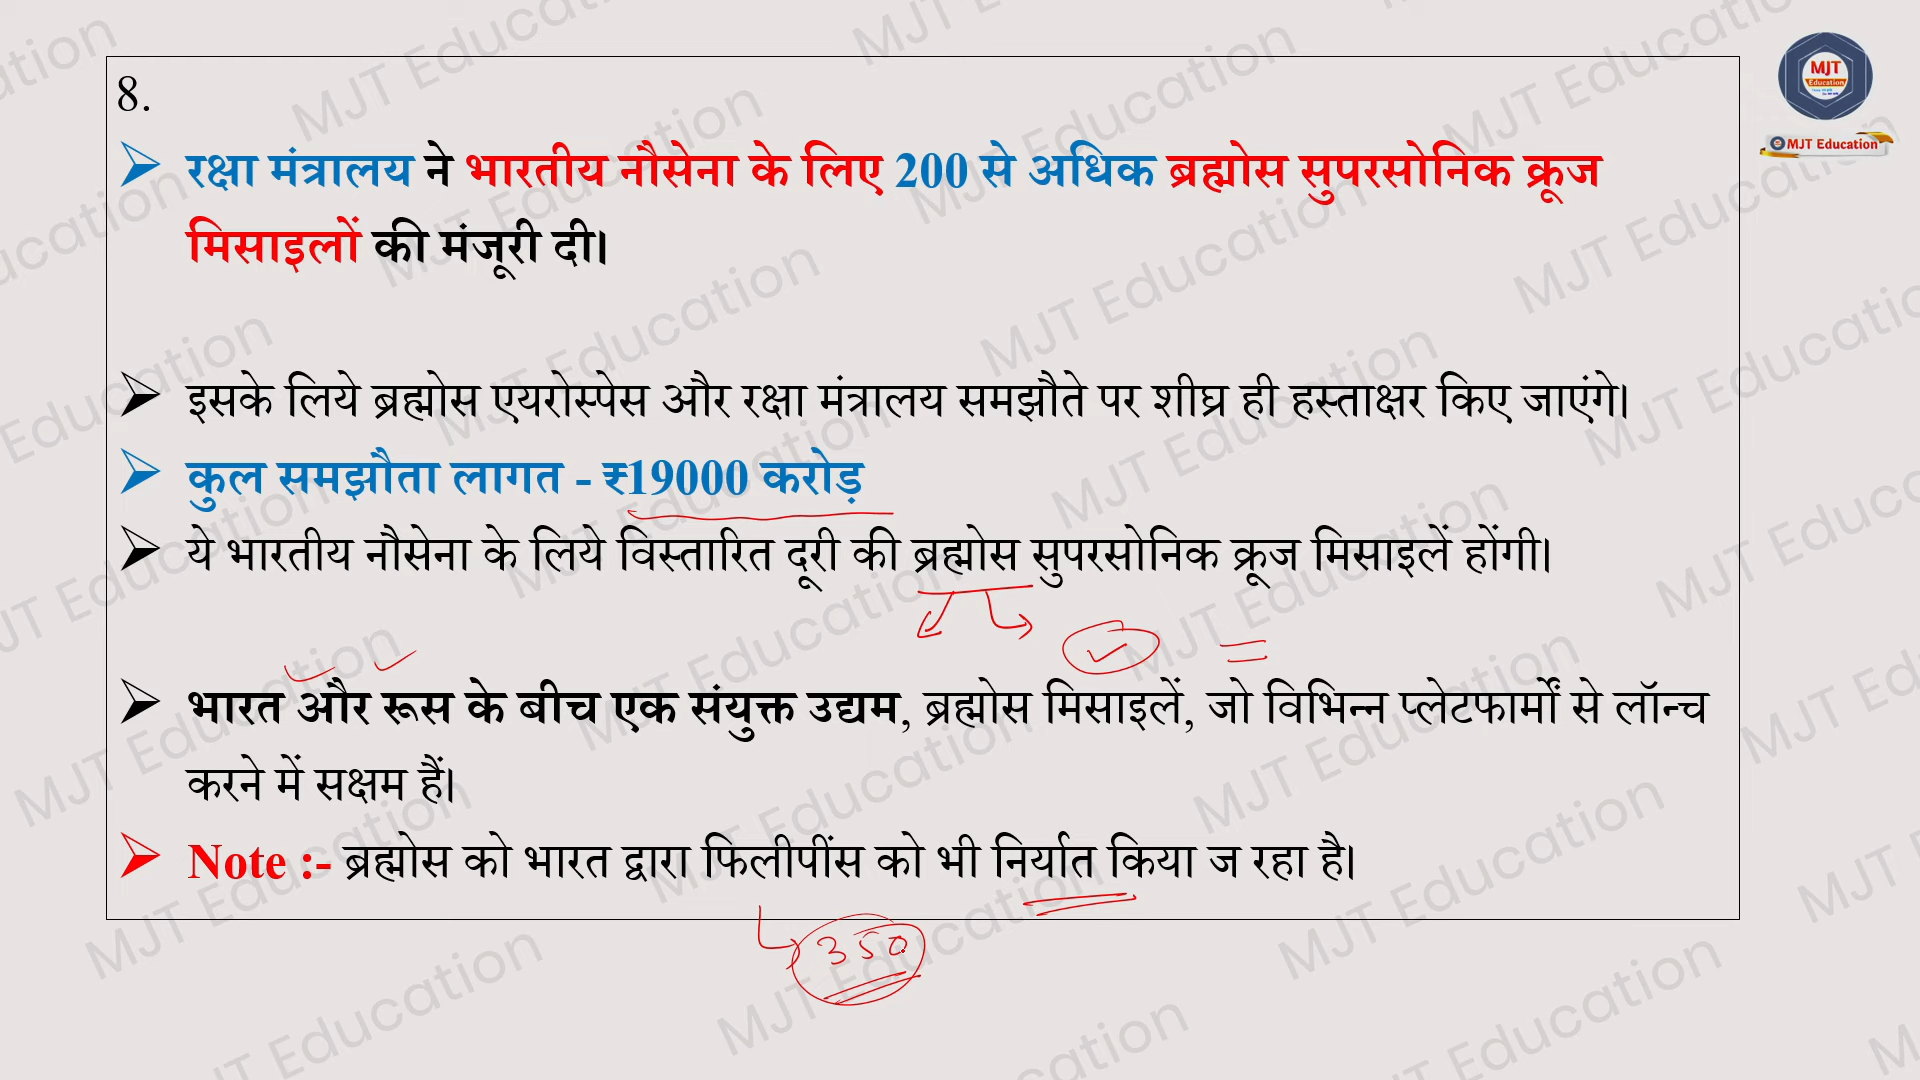 8.
रक्षा मंत्रालय ने भारतीय नौसेना के लिए 200 से अधिक ब्रह्मोस सुपरसोनिक क्रूज
मिसाइलों की मंजूरी दी।
इसके लिये ब्रह्मोस एयरोस्पेस और रक्षा मंत्रालय समझौते पर शीघ्र ही हस्ताक्षर किए जाएंगे।
कुल समझौता लागत - ₹19000 करोड़
ये भारतीय नौसेना के लिये विस्तारित दूरी की ब्रह्मोस सुपरसोनिक क्रूज मिसाइलें होंगी।
भारत और रूस के बीच एक संयुक्त उद्यम, ब्रह्मोस मिसाइलें, जो विभिन्न प्लेटफार्मों से लॉन्च
करने में सक्षम हैं।
Note :- ब्रह्मोस को भारत द्वारा फिलीपींस को भी निर्यात किया ज रहा है।
350
MJT
Education
MJT Education